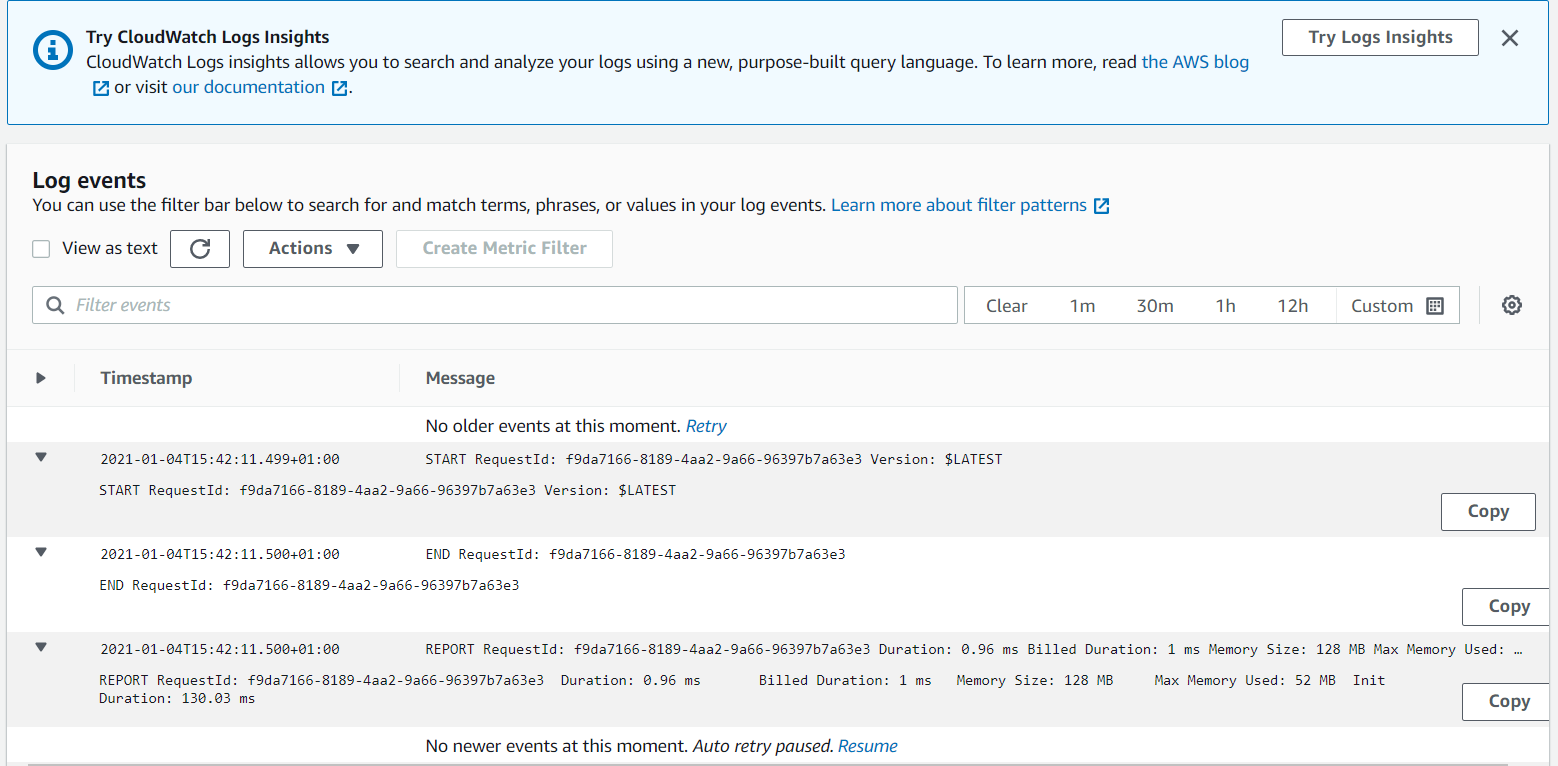 Try CloudWatch Logs Insights
CloudWatch Logs insights allows you to search and analyze your logs using a new, purpose-built query language. To learn more, read the AWS blog
or visit our documentation .
Try Logs Insights
Log events
You can use the filter bar below to search for and match terms, phrases, or values in your log events. Learn more about filter patterns
View as text Actions Create Metric Filter
Filter events Clear 1m 30m 1h 12h Custom
Timestamp Message
No older events at this moment. Retry
2021-01-04T15:42:11.499+01:00 START RequestId: f9da7166-8189-4aa2-9a66-96397b7a63e3 Version: $LATEST
START RequestId: f9da7166-8189-4aa2-9a66-96397b7a63e3 Version: $LATEST
Copy
2021-01-04T15:42:11.500+01:00 END RequestId: f9da7166-8189-4aa2-9a66-96397b7a63e3
END RequestId: f9da7166-8189-4aa2-9a66-96397b7a63e3
Copy
2021-01-04T15:42:11.500+01:00 REPORT RequestId: f9da7166-8189-4aa2-9a66-96397b7a63e3 Duration: 0.96 ms Billed Duration: 1 ms Memory Size: 128 MB Max Memory Used: …
REPORT RequestId: f9da7166-8189-4aa2-9a66-96397b7a63e3 Duration: 0.96 ms Billed Duration: 1 ms Memory Size: 128 MB Max Memory Used: 52 MB Init
Duration: 130.03 ms
Copy
No newer events at this moment. Auto retry paused. Resume